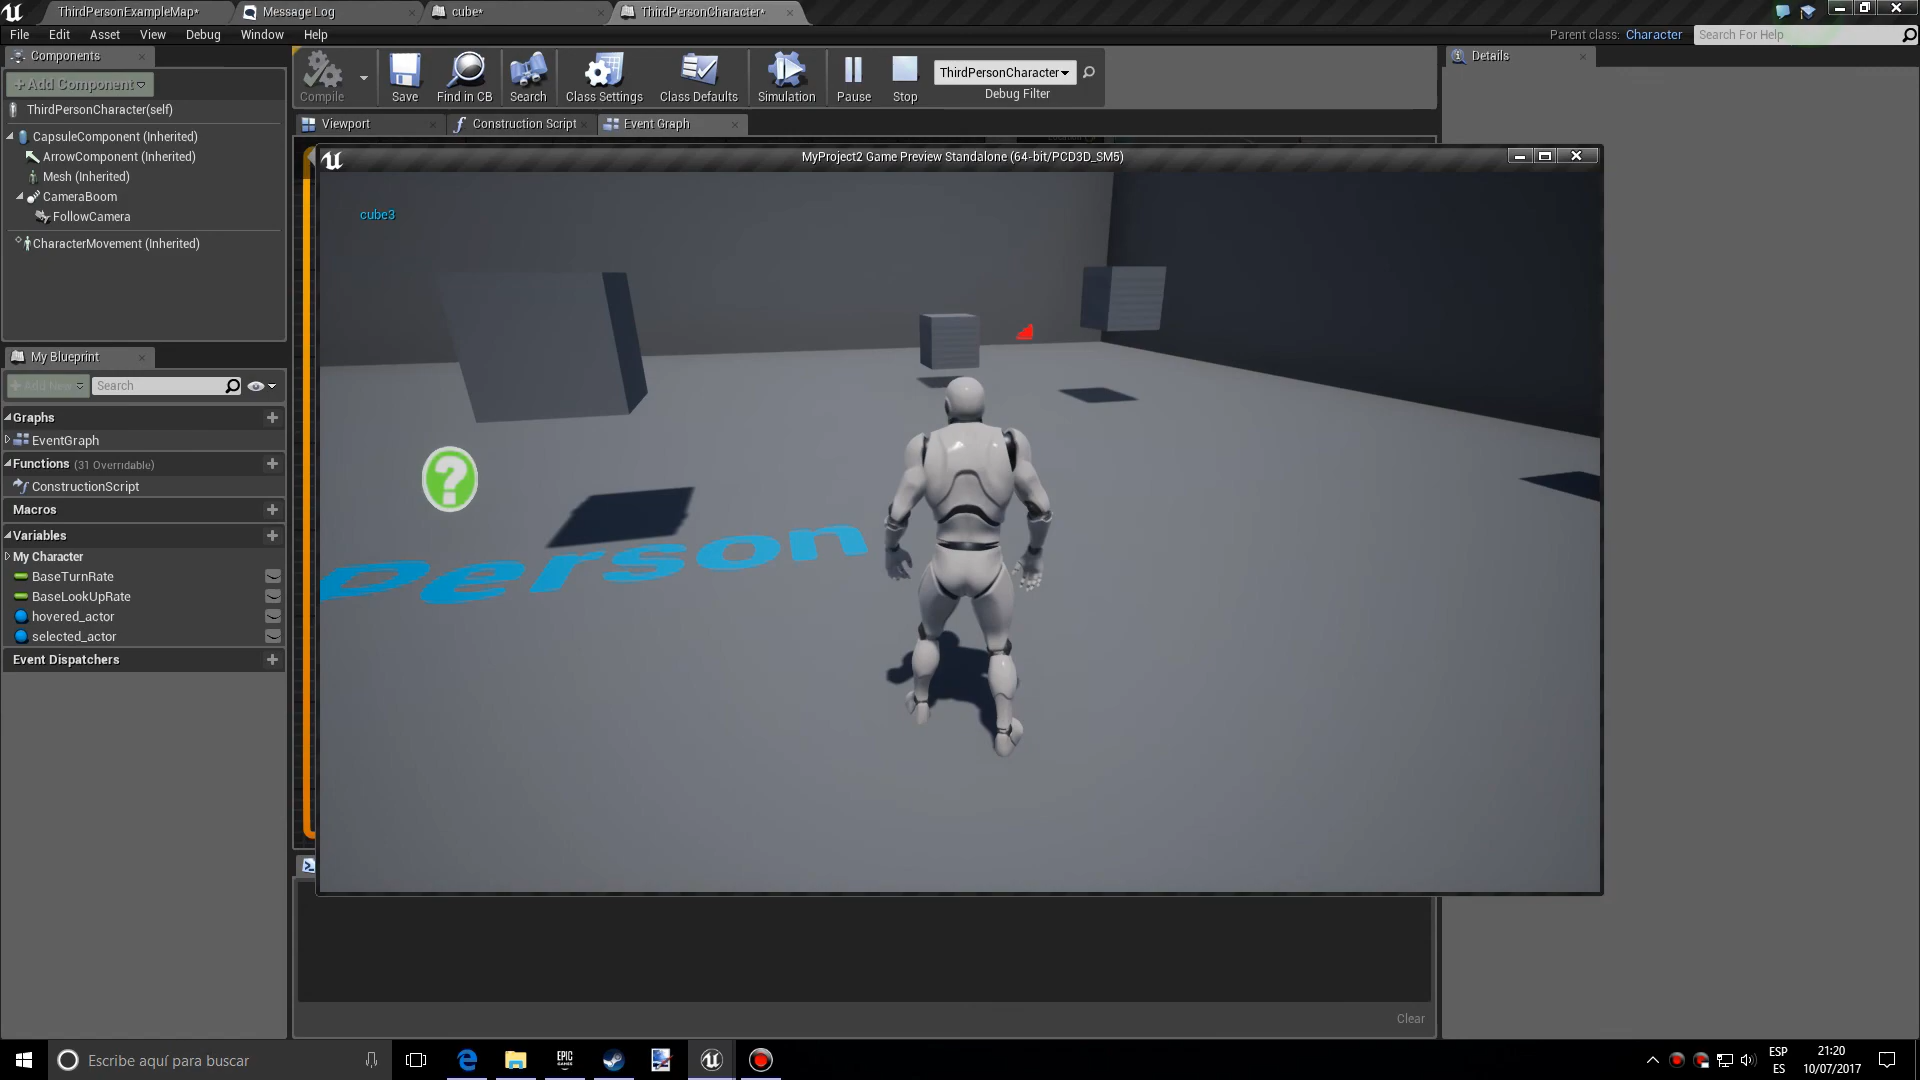 ThirdPersonExampleMap*
Message Log
cube*
ThirdPersonCharacter*
File Edit Asset View Debug Window Help
Parent class: Character
Search For Help
Components
Add Component
ThirdPersonCharacter(self)
CapsuleComponent (Inherited)
ArrowComponent (Inherited)
Mesh (Inherited)
CameraBoom
FollowCamera
CharacterMovement (Inherited)
Compile
Save
Find in CB
Search
Class Settings
Class Defaults
Simulation
Pause
Stop
ThirdPersonCharacter
Debug Filter
Details
Viewport
Construction Script
Event Graph
MyProject2 Game Preview Standalone (64-bit/PCD3D_SM5)
cube3
Person
My Blueprint
Add New
Search
Graphs
EventGraph
Functions (31 Overridable)
ConstructionScript
Macros
Variables
My Character
BaseTurnRate
BaseLookUpRate
hovered_actor
selected_actor
Event Dispatchers
Clear
Escribe aquí para buscar
EPIC
GAMES
ESP
ES
21:20
10/07/2017